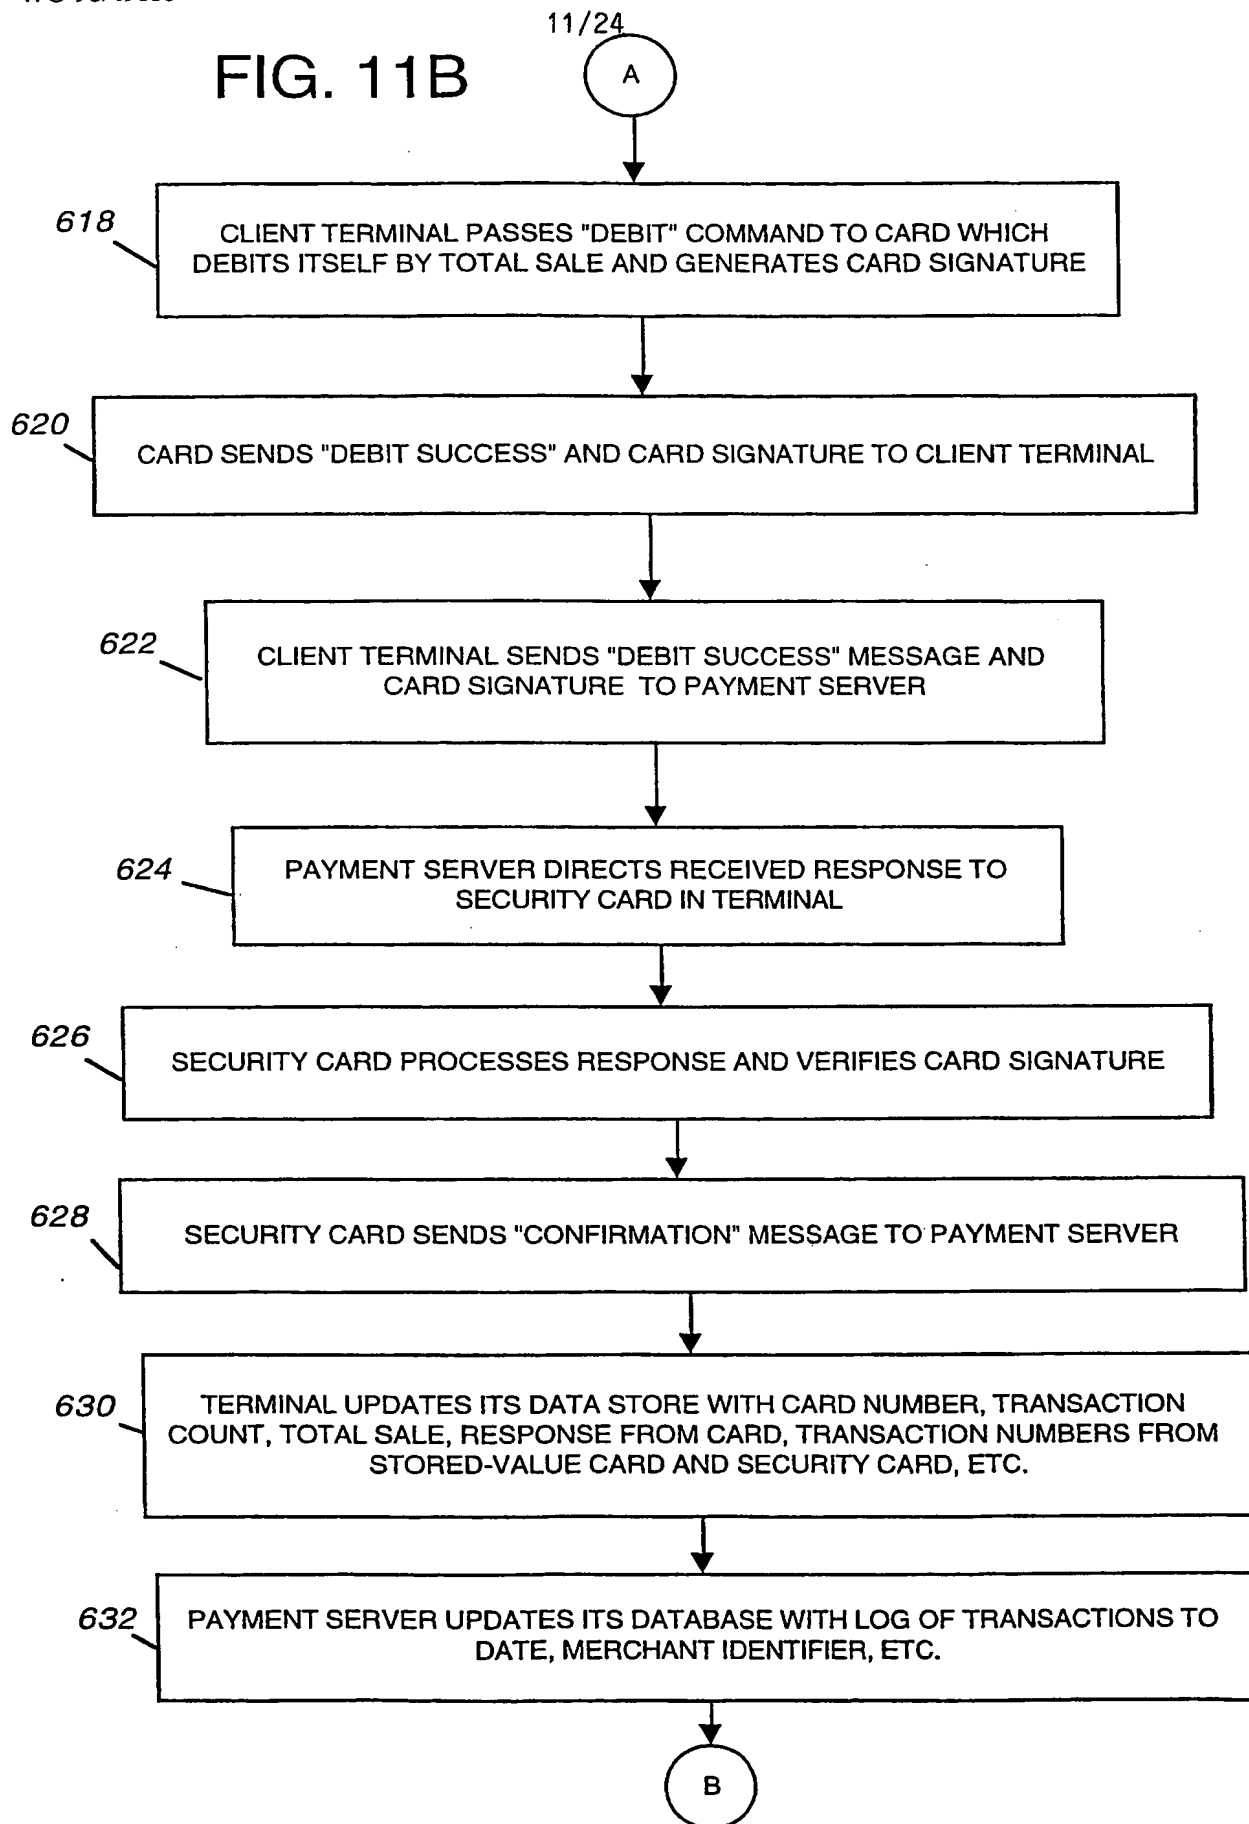 11/24
FIG. 11B
A
618
CLIENT TERMINAL PASSES "DEBIT" COMMAND TO CARD WHICH
DEBITS ITSELF BY TOTAL SALE AND GENERATES CARD SIGNATURE
620
CARD SENDS "DEBIT SUCCESS" AND CARD SIGNATURE TO CLIENT TERMINAL
622
CLIENT TERMINAL SENDS "DEBIT SUCCESS" MESSAGE AND
CARD SIGNATURE TO PAYMENT SERVER
624
PAYMENT SERVER DIRECTS RECEIVED RESPONSE TO
SECURITY CARD IN TERMINAL
626
SECURITY CARD PROCESSES RESPONSE AND VERIFIES CARD SIGNATURE
628
SECURITY CARD SENDS "CONFIRMATION" MESSAGE TO PAYMENT SERVER
630
TERMINAL UPDATES ITS DATA STORE WITH CARD NUMBER, TRANSACTION
COUNT, TOTAL SALE, RESPONSE FROM CARD, TRANSACTION NUMBERS FROM
STORED-VALUE CARD AND SECURITY CARD, ETC.
632
PAYMENT SERVER UPDATES ITS DATABASE WITH LOG OF TRANSACTIONS TO
DATE, MERCHANT IDENTIFIER, ETC.
B